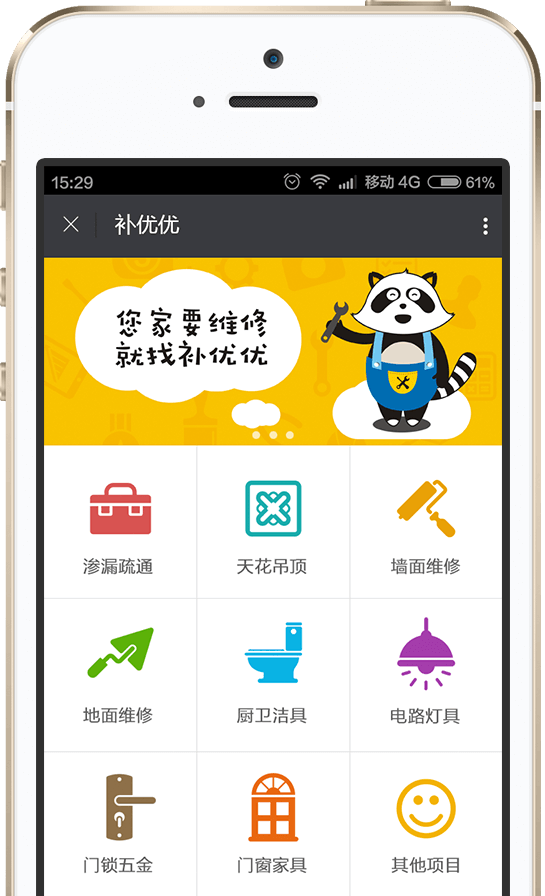 15:29 移动 4G 61%
补优优
您家要维修
就找补优优
渗漏疏通 天花吊顶 墙面维修
地面维修 厨卫洁具 电路灯具
门锁五金 门窗家具 其他项目